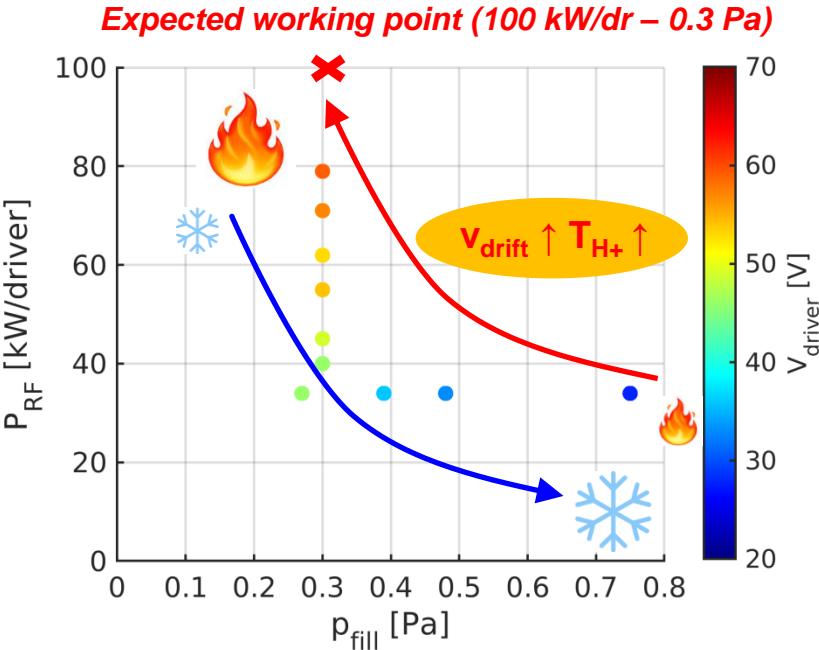 Expected working point (100 kW/dr – 0.3 Pa)
100
80
60
40
20
0
P_RF [kW/driver]
0 0.1 0.2 0.3 0.4 0.5 0.6 0.7 0.8
p_fill [Pa]
v_drift ↑ T_H+ ↑
70
60
50
40
30
20
V_driver [V]